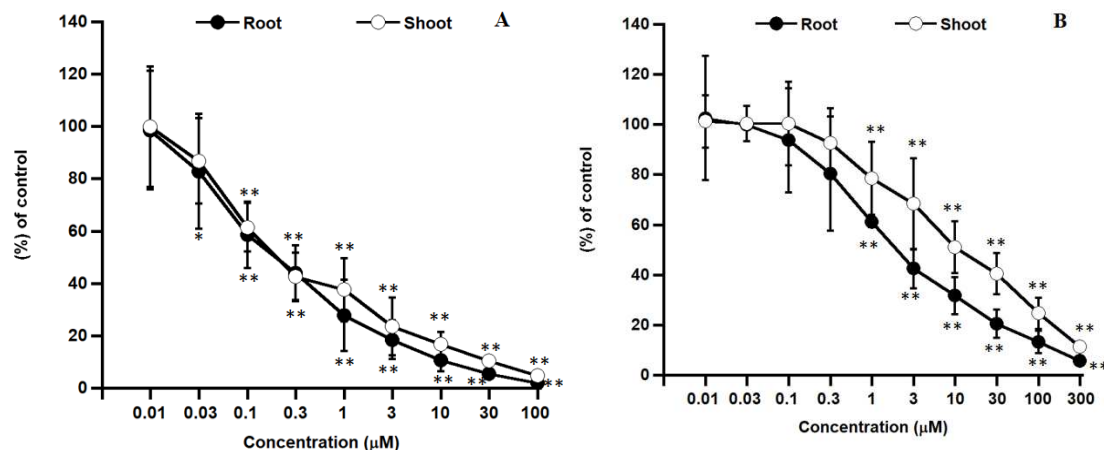 Root Shoot A
(%) of control
140
120
100
80
60
40
20
0
** ** ** ** ** ** **
* ** ** ** ** ** ** **
0.01 0.03 0.1 0.3 1 3 10 30 100
Concentration (µM)
Root Shoot B
(%) of control
140
120
100
80
60
40
20
0
** ** ** ** ** **
** ** ** ** ** **
0.01 0.03 0.1 0.3 1 3 10 30 100 300
Concentration (µM)